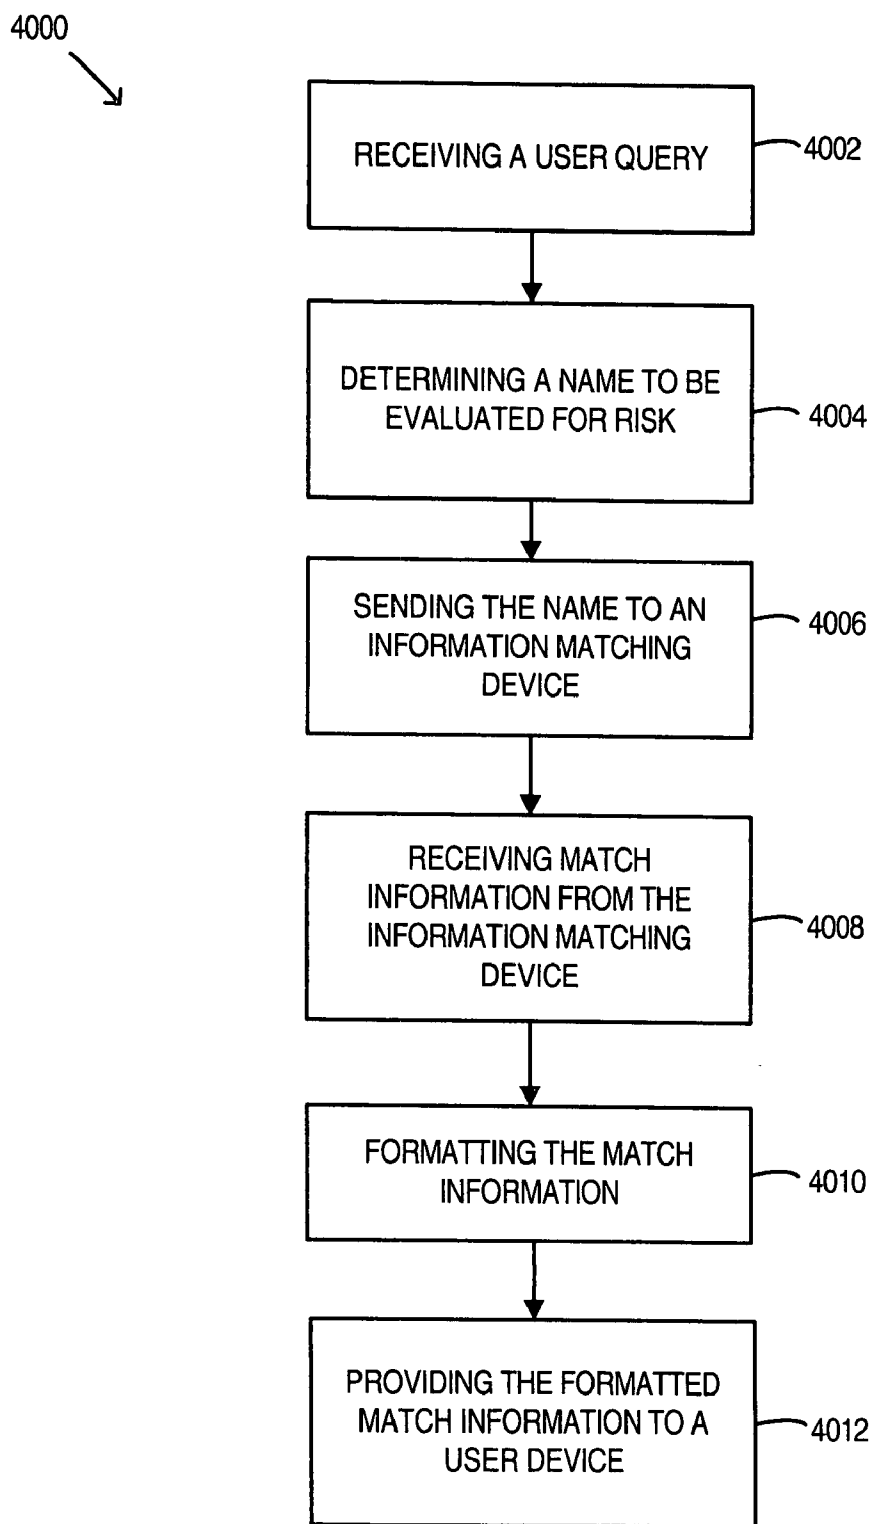 4000
RECEIVING A USER QUERY
4002
DETERMINING A NAME TO BE
EVALUATED FOR RISK
4004
SENDING THE NAME TO AN
INFORMATION MATCHING
DEVICE
4006
RECEIVING MATCH
INFORMATION FROM THE
INFORMATION MATCHING
DEVICE
4008
FORMATTING THE MATCH
INFORMATION
4010
PROVIDING THE FORMATTED
MATCH INFORMATION TO A
USER DEVICE
4012